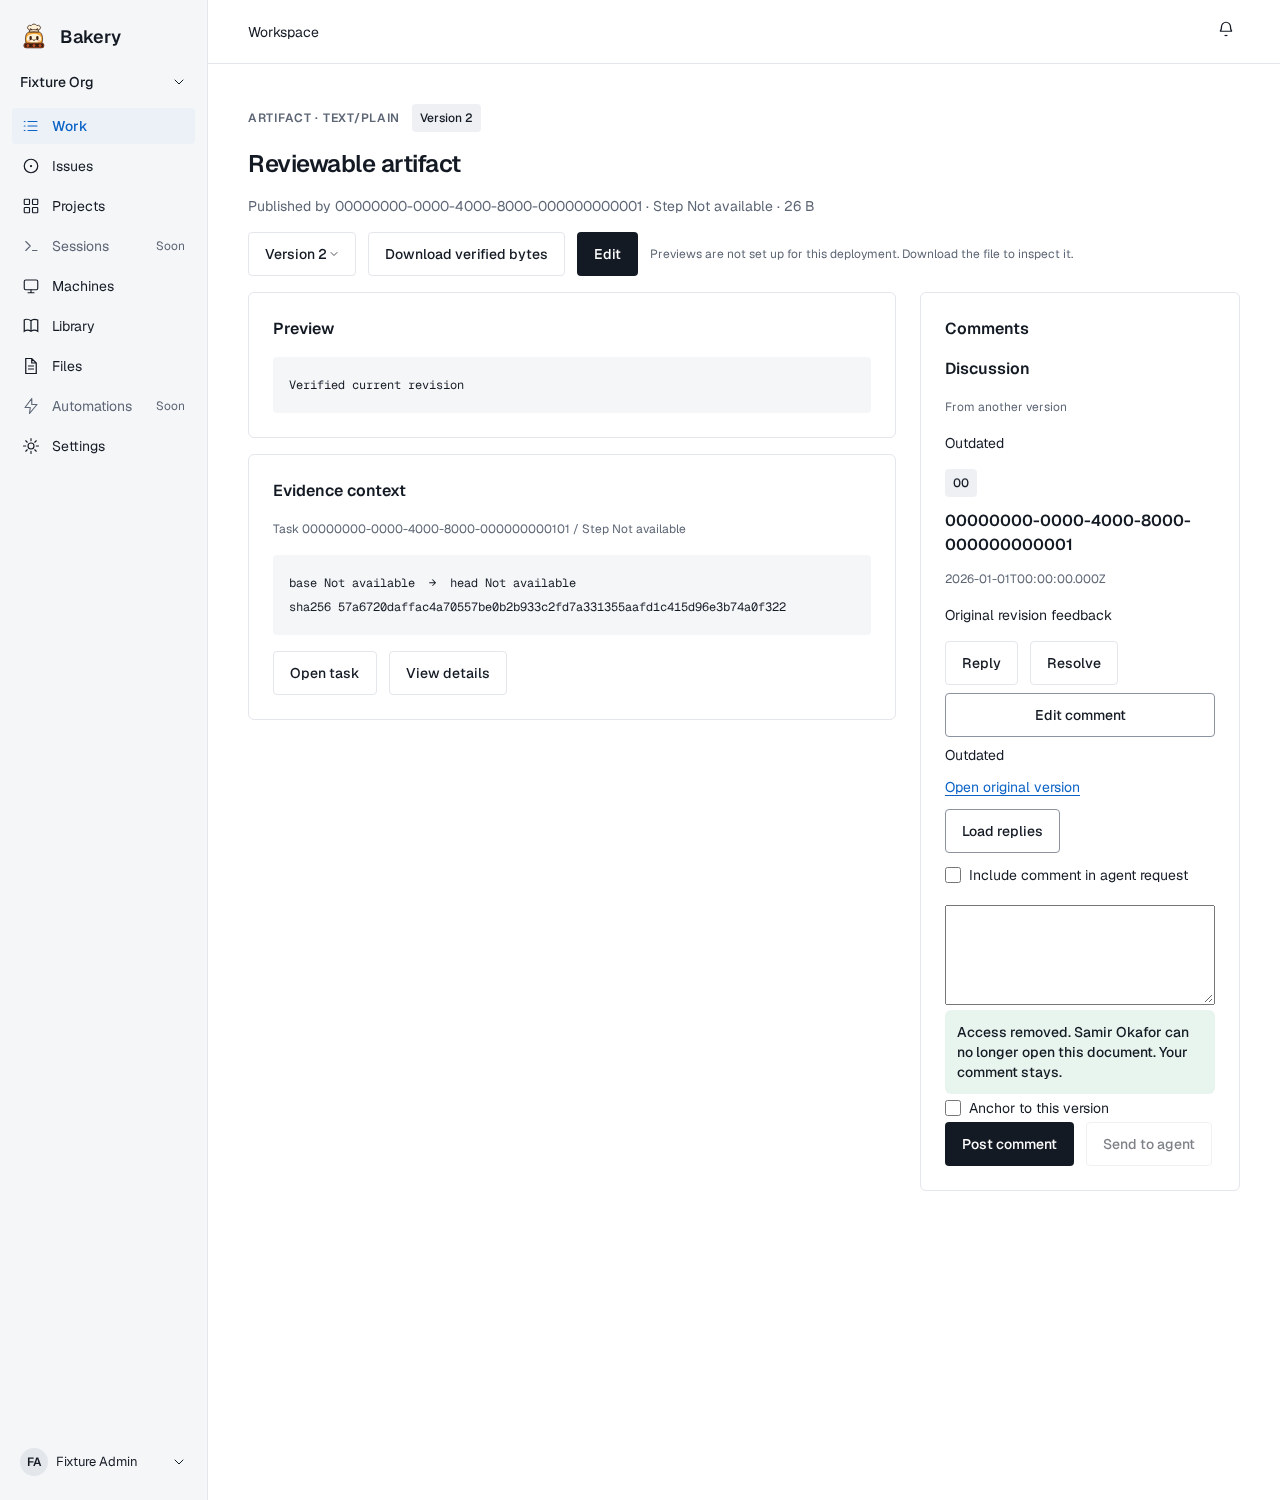 Bakery
Fixture Org
Work
Issues
Projects
Sessions Soon
Machines
Library
Files
Automations Soon
Settings
FA Fixture Admin
Workspace
ARTIFACT · TEXT/PLAIN Version 2
Reviewable artifact
Published by 00000000-0000-4000-8000-000000000001 · Step Not available · 26 B
Version 2 Download verified bytes Edit Previews are not set up for this deployment. Download the file to inspect it.
Preview
Verified current revision
Evidence context
Task 00000000-0000-4000-8000-000000000101 / Step Not available
base Not available → head Not available
sha256 57a6720daffac4a70557be0b2b933c2fd7a331355aafd1c415d96e3b74a0f322
Open task View details
Comments
Discussion
From another version
Outdated
00
00000000-0000-4000-8000-
000000000001
2026-01-01T00:00:00.000Z
Original revision feedback
Reply Resolve
Edit comment
Outdated
Open original version
Load replies
Include comment in agent request
Access removed. Samir Okafor can
no longer open this document. Your
comment stays.
Anchor to this version
Post comment Send to agent